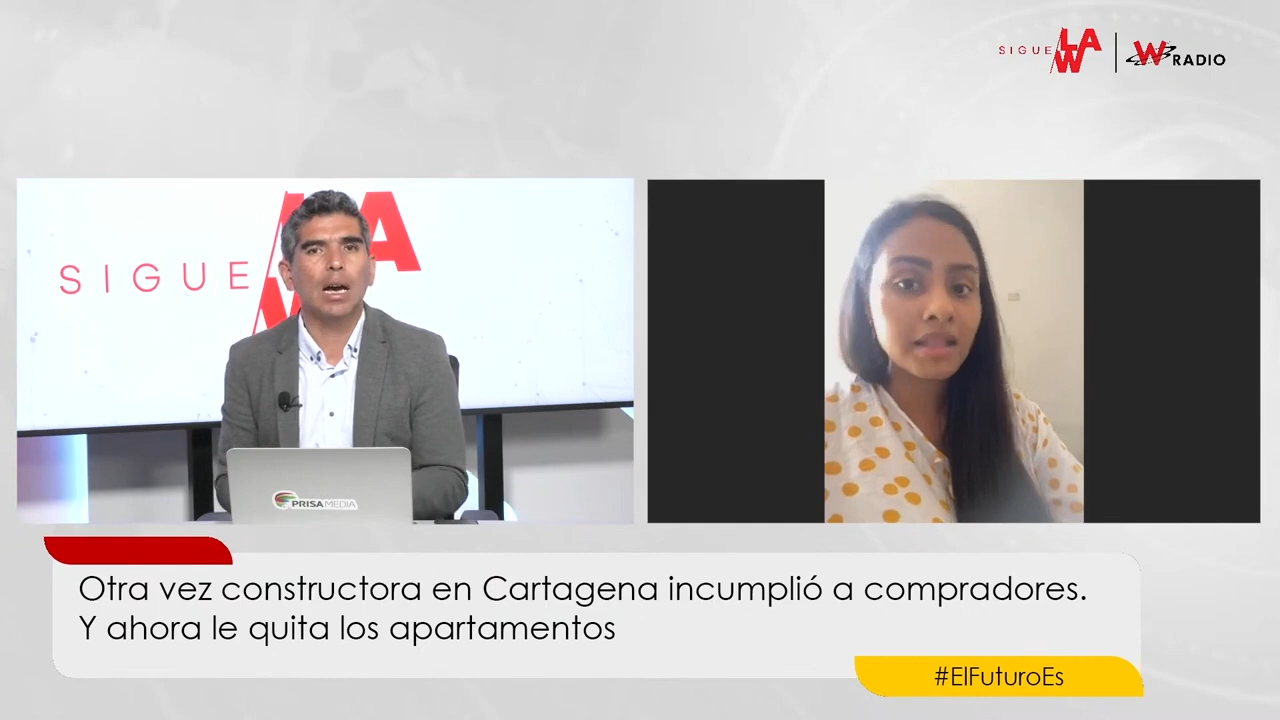 SIGUE LA W
W RADIO
SIGUE LA W
PRISA MEDIA
Otra vez constructora en Cartagena incumplió a compradores.
Y ahora le quita los apartamentos
#ElFuturoEs